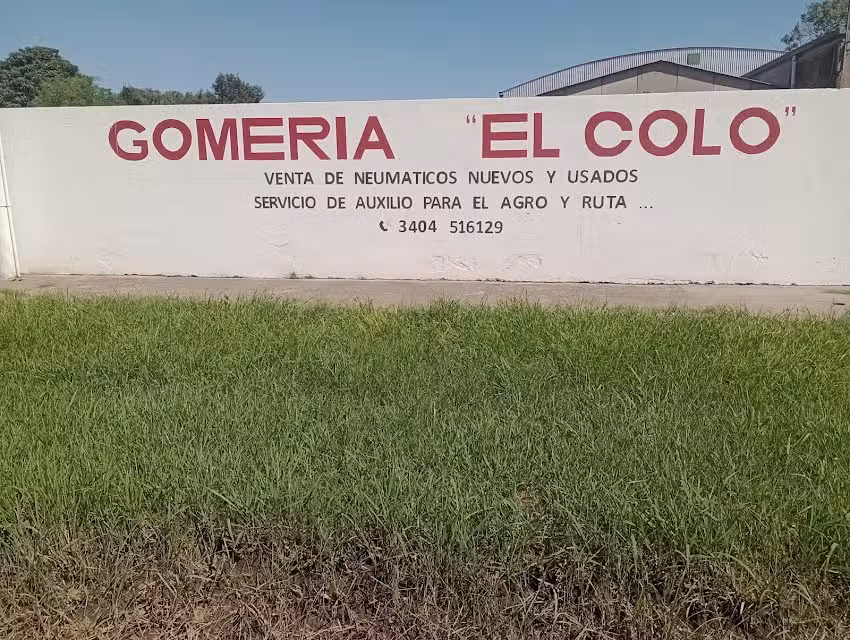 GOMERIA "EL COLO"
VENTA DE NEUMATICOS NUEVOS Y USADOS
SERVICIO DE AUXILIO PARA EL AGRO Y RUTA ...
3404 516129